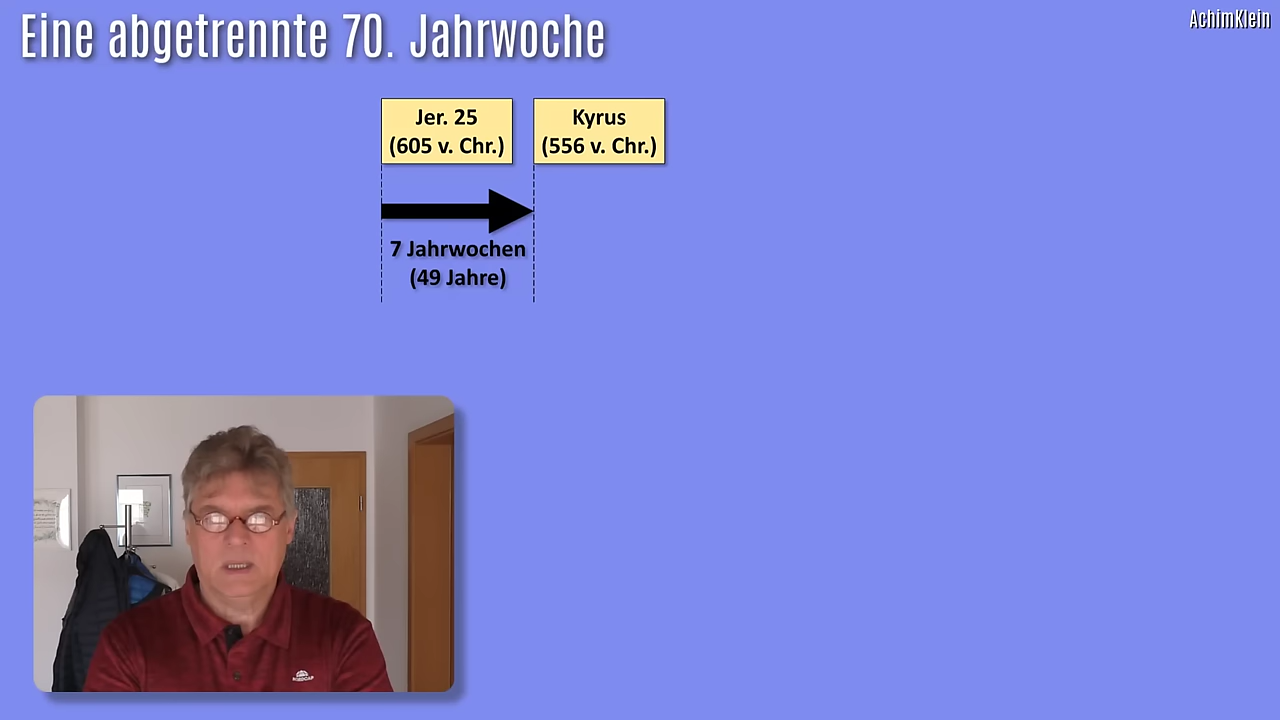 Eine abgetrennte 70. Jahrwoche
AchimKlein
Jer. 25
(605 v. Chr.)
Kyrus
(556 v. Chr.)
7 Jahrwochen
(49 Jahre)